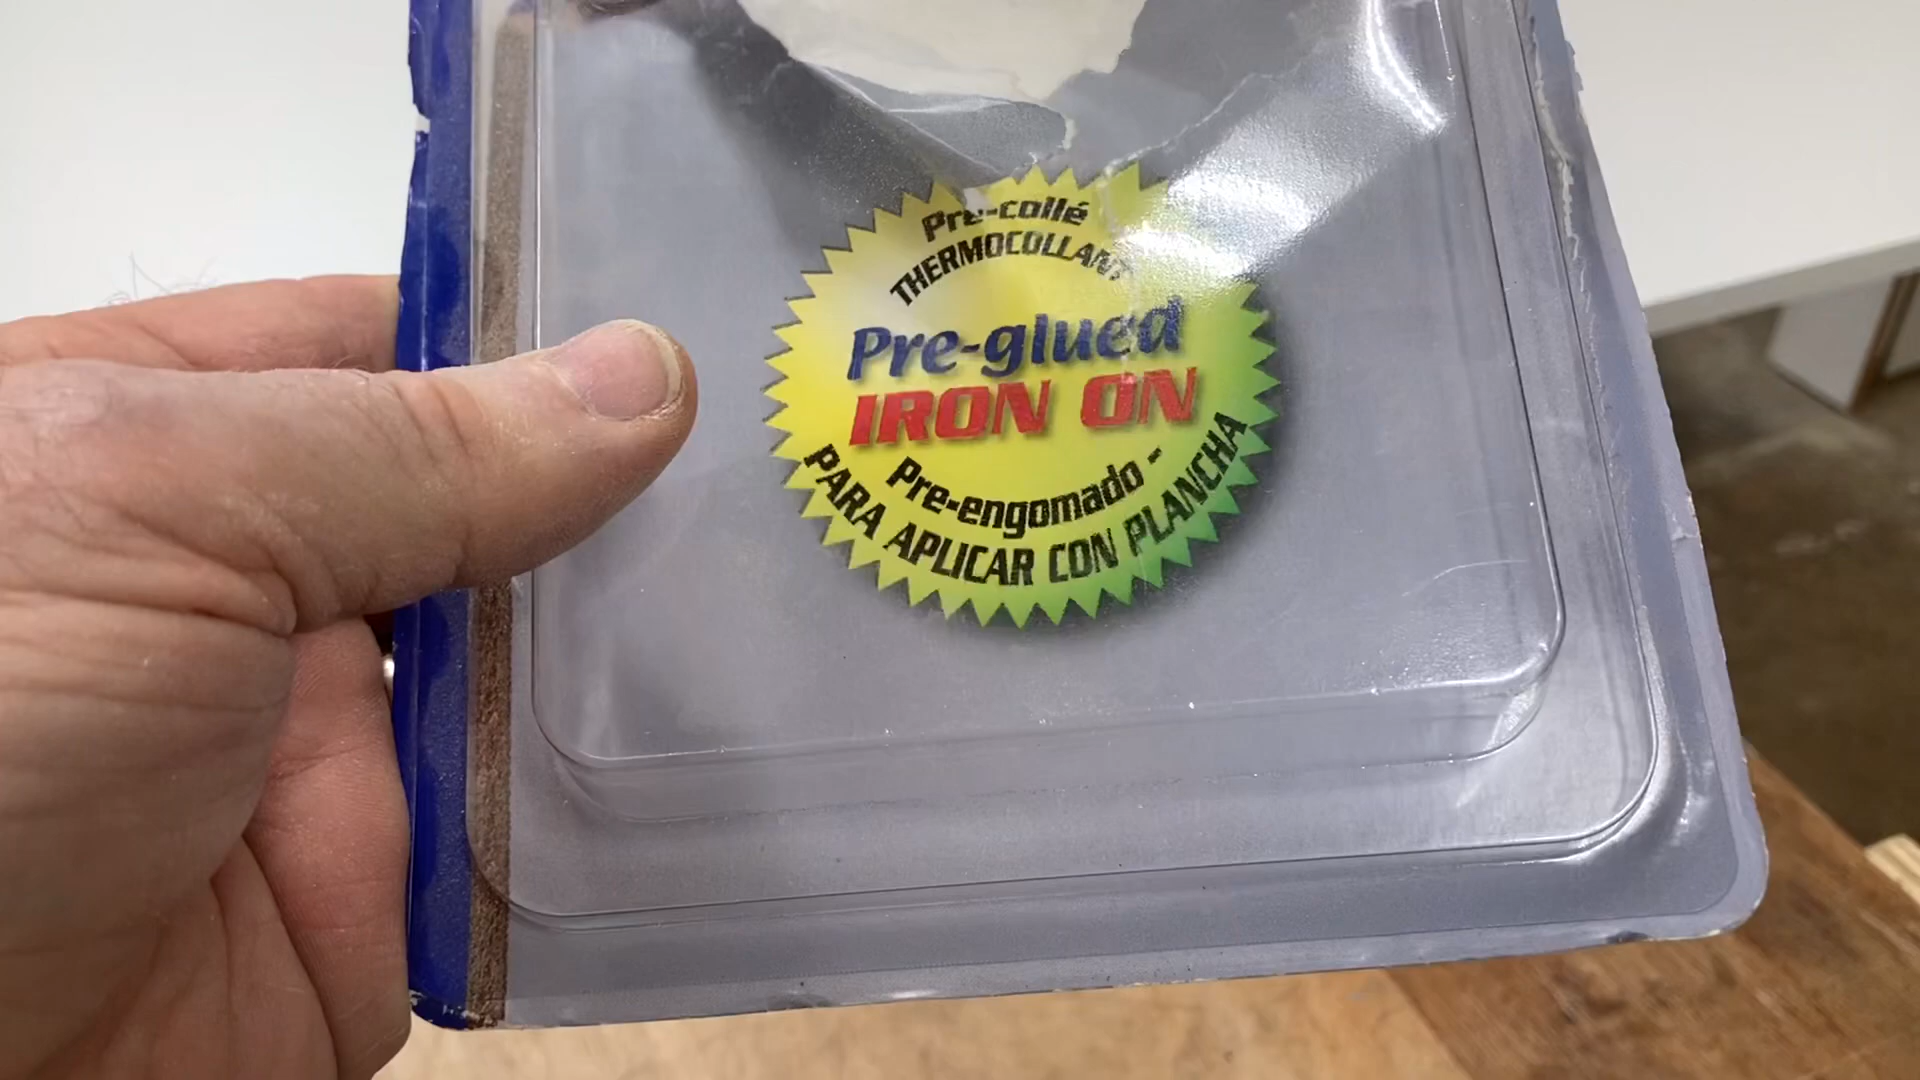 Pre-collé
THERMOCOLLANT
Pre-glued
IRON ON
Pre-engomado -
PARA APLICAR CON PLANCHA